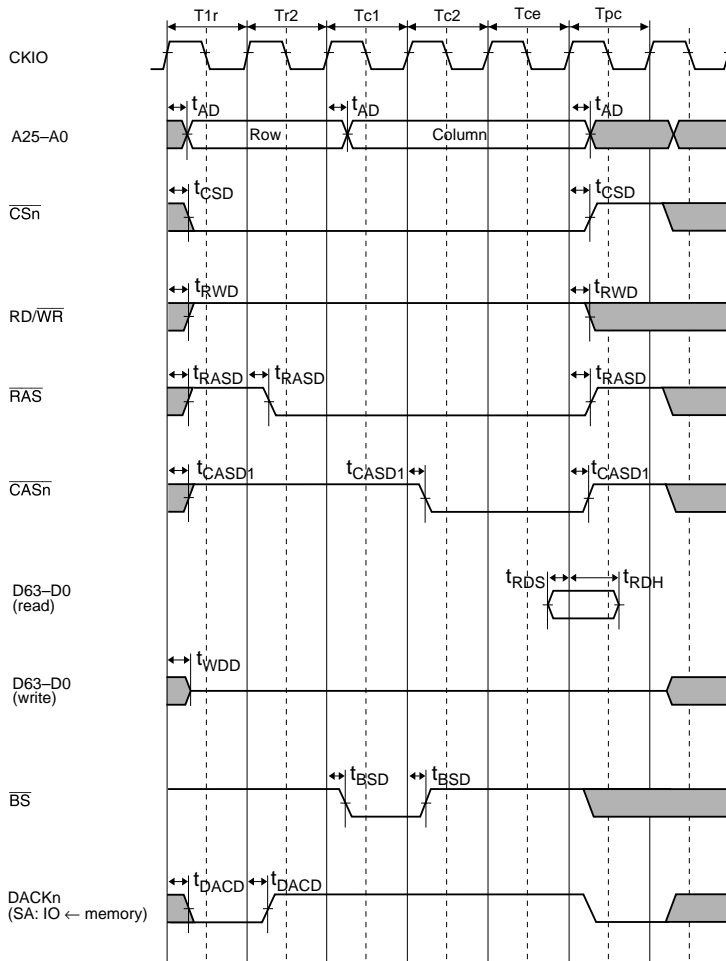 T1r Tr2 Tc1 Tc2 Tce Tpc
CKIO
tAD tAD tAD
A25–A0 Row Column
tCSD tCSD
CSn
tRWD tRWD
RD/WR
tRASD tRASD tRASD
RAS
tCASD1 tCASD1 tCASD1
CASn
D63–D0
(read)
tRDS tRDH
tWDD
D63–D0
(write)
tBSD tBSD
BS
tDACD tDACD
DACKn
(SA: IO ← memory)